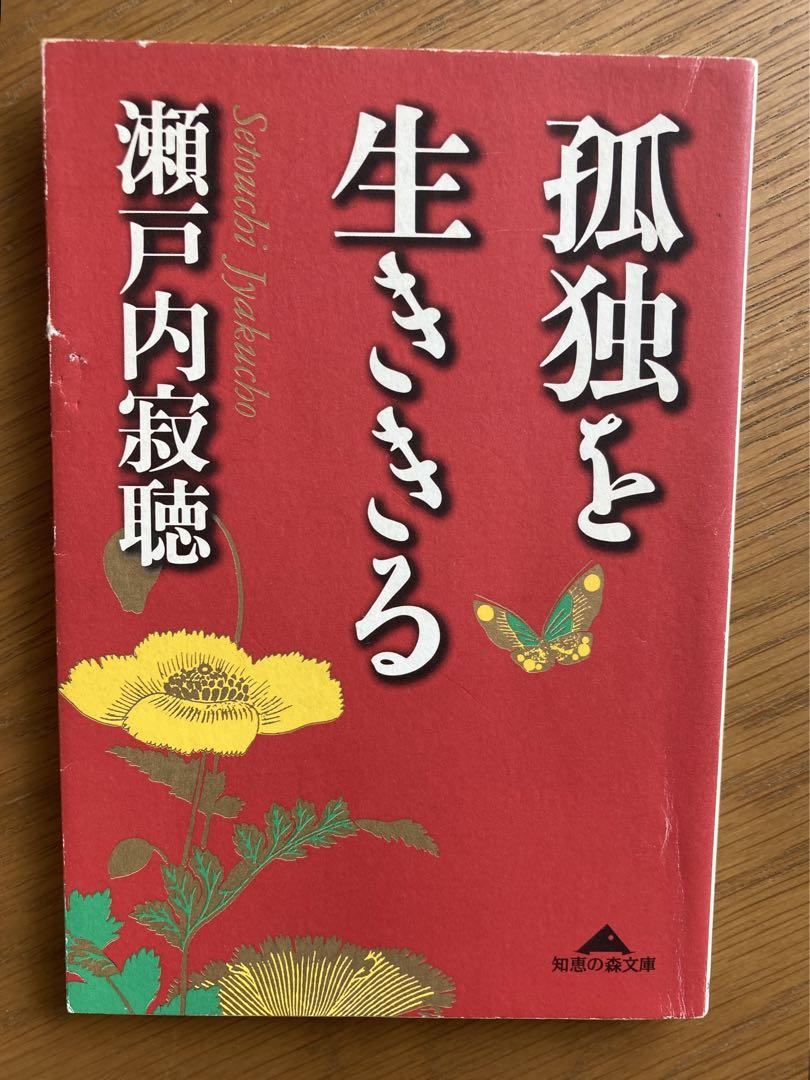 孤独を
生ききる
Setouchi Jyakucho
瀬戸内寂聴
知恵の森文庫